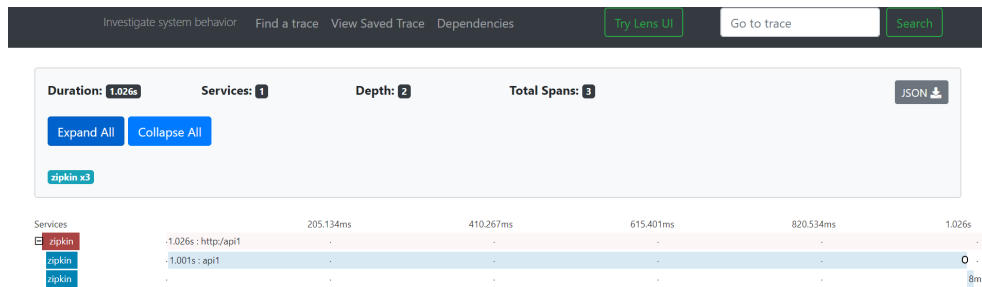 Investigate system behavior Find a trace View Saved Trace Dependencies Try Lens UI Go to trace Search
Duration: 1.026s Services: 1 Depth: 2 Total Spans: 3 JSON
Expand All Collapse All
zipkin x3
Services 205.134ms 410.267ms 615.401ms 820.534ms 1.026s
zipkin 1.026s : http:/api1
zipkin 1.001s : api1
zipkin 8m